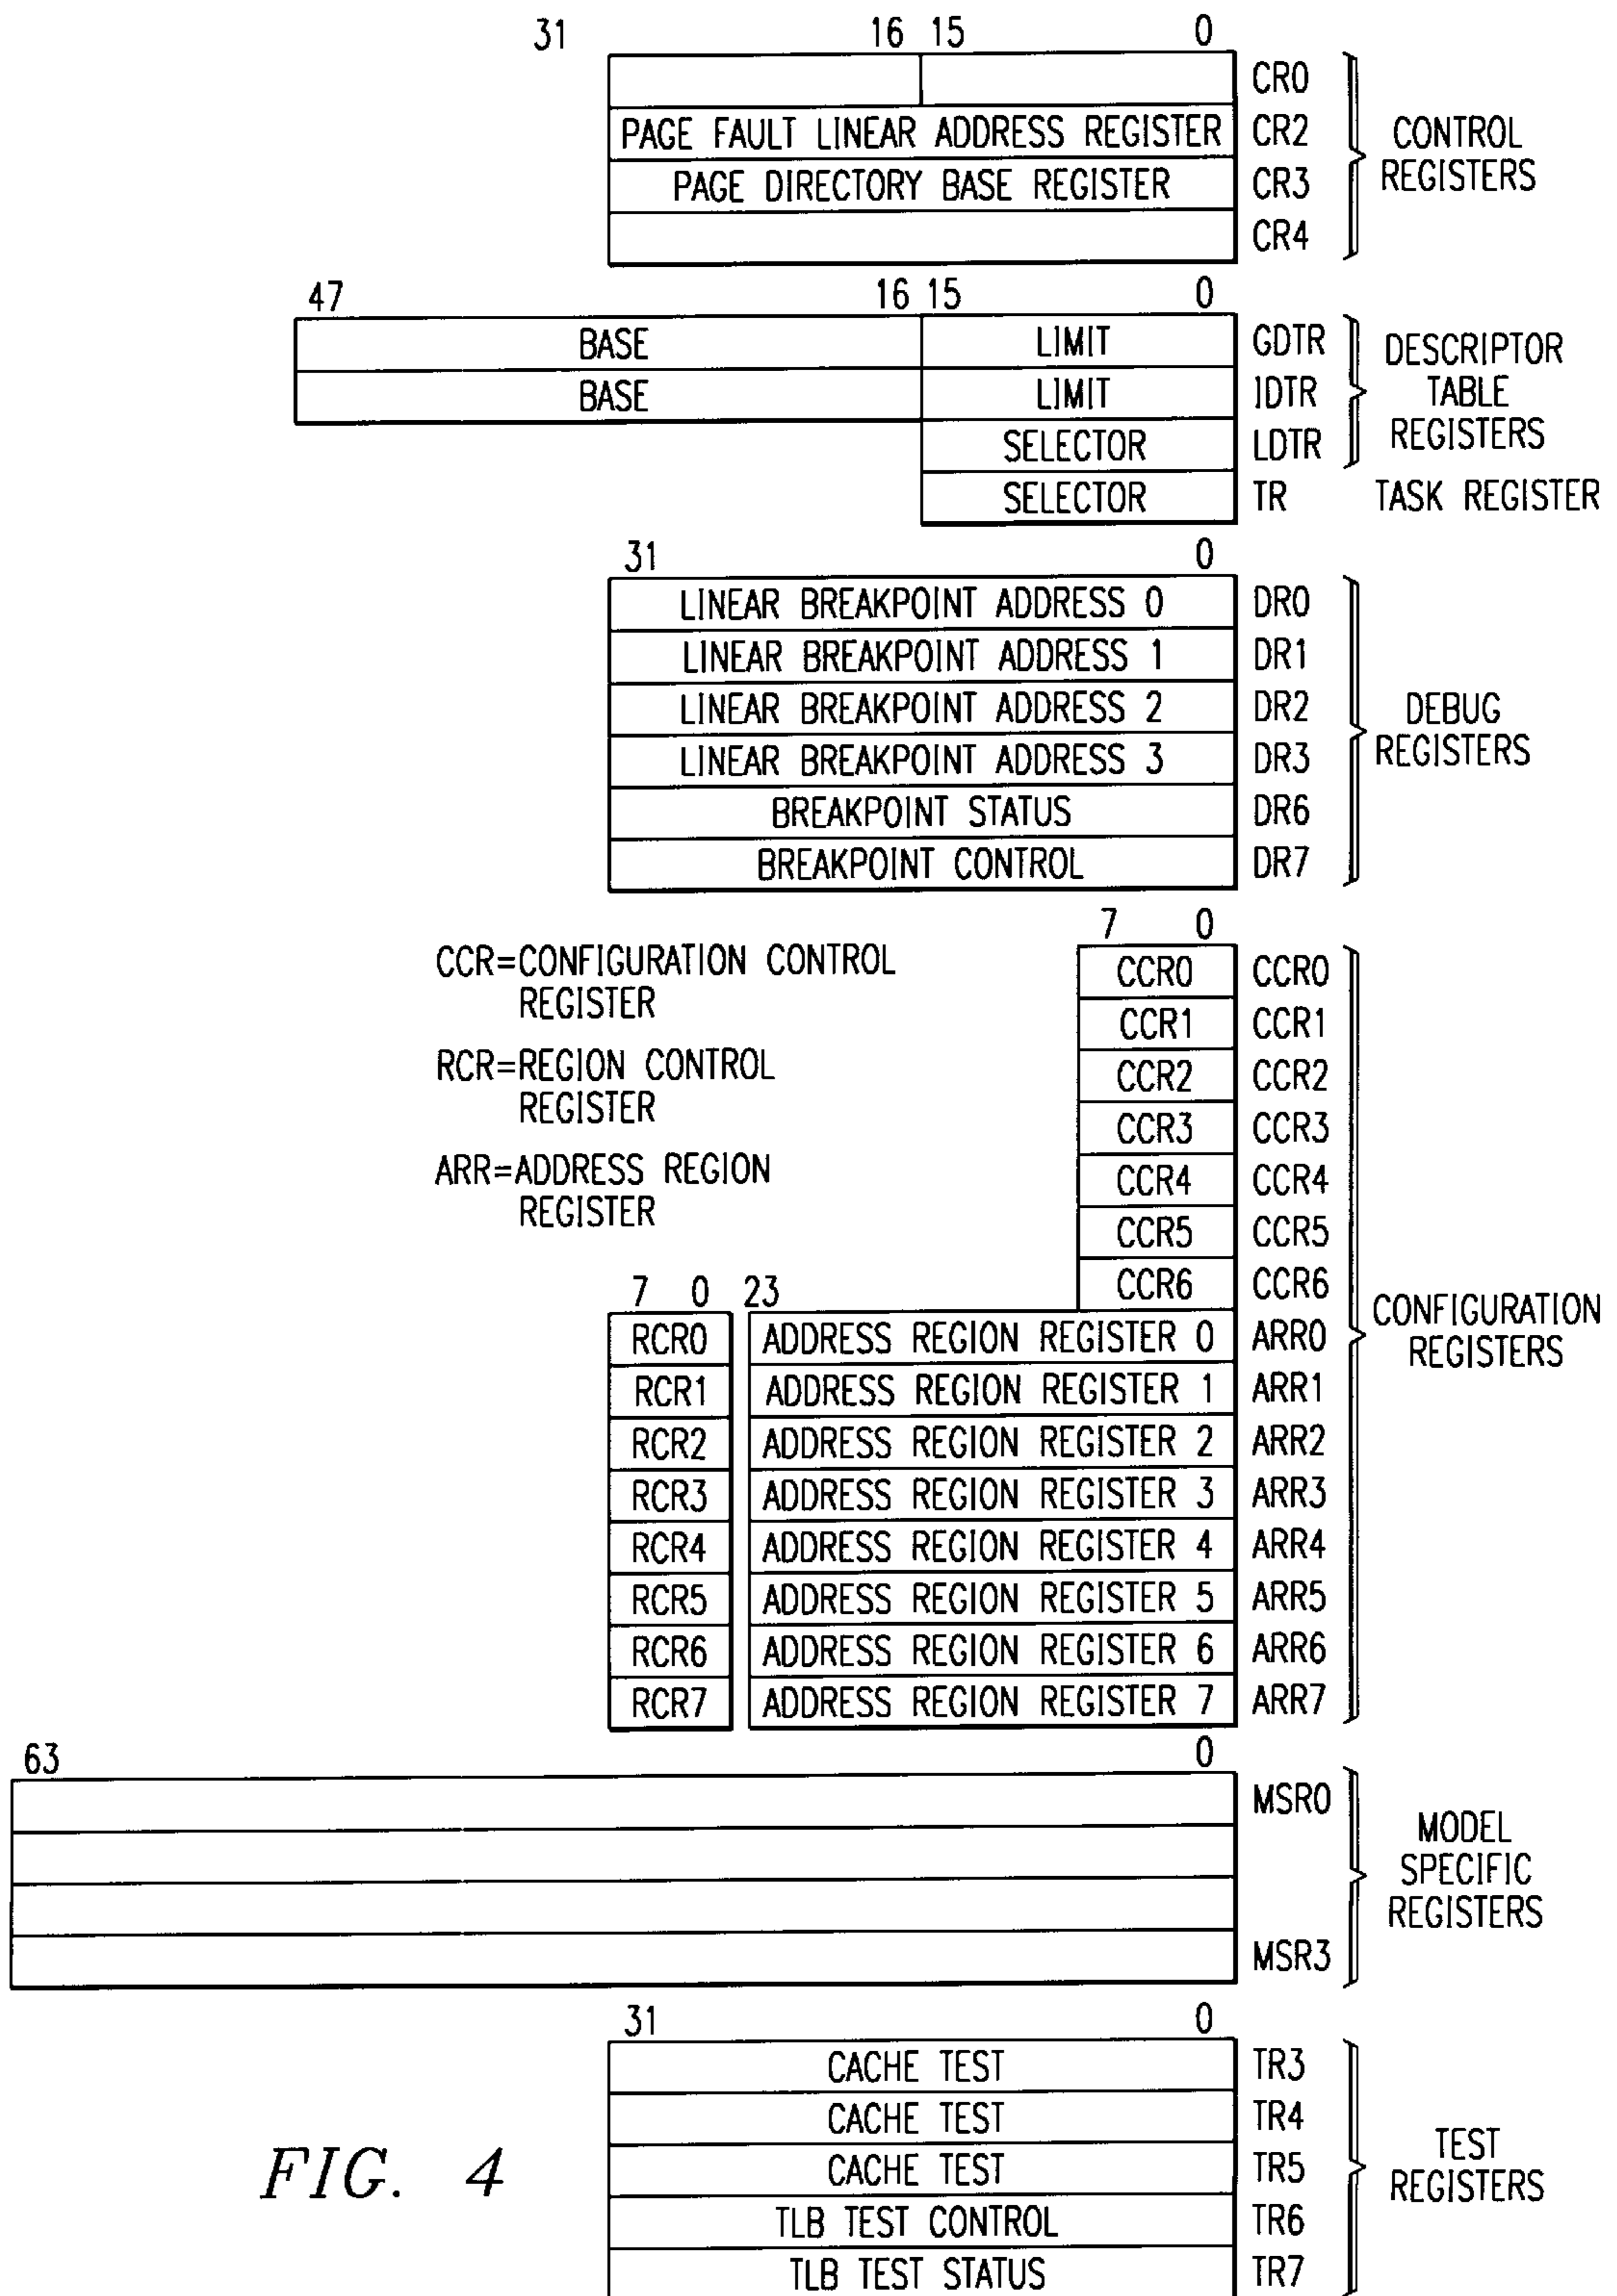 31 16 15 0
CR0
PAGE FAULT LINEAR ADDRESS REGISTER CR2
PAGE DIRECTORY BASE REGISTER CR3
CR4
CONTROL
REGISTERS
47 16 15 0
BASE LIMIT GDTR
BASE LIMIT IDTR
SELECTOR LDTR
DESCRIPTOR
TABLE
REGISTERS
SELECTOR TR TASK REGISTER
31 0
LINEAR BREAKPOINT ADDRESS 0 DR0
LINEAR BREAKPOINT ADDRESS 1 DR1
LINEAR BREAKPOINT ADDRESS 2 DR2
LINEAR BREAKPOINT ADDRESS 3 DR3
BREAKPOINT STATUS DR6
BREAKPOINT CONTROL DR7
DEBUG
REGISTERS
CCR=CONFIGURATION CONTROL
REGISTER
RCR=REGION CONTROL
REGISTER
ARR=ADDRESS REGION
REGISTER
7 0
CCR0 CCR0
CCR1 CCR1
CCR2 CCR2
CCR3 CCR3
CCR4 CCR4
CCR5 CCR5
CCR6 CCR6
7 0 23
RCR0 ADDRESS REGION REGISTER 0 ARR0
RCR1 ADDRESS REGION REGISTER 1 ARR1
RCR2 ADDRESS REGION REGISTER 2 ARR2
RCR3 ADDRESS REGION REGISTER 3 ARR3
RCR4 ADDRESS REGION REGISTER 4 ARR4
RCR5 ADDRESS REGION REGISTER 5 ARR5
RCR6 ADDRESS REGION REGISTER 6 ARR6
RCR7 ADDRESS REGION REGISTER 7 ARR7
CONFIGURATION
REGISTERS
63 0
MSR0
MSR3
MODEL
SPECIFIC
REGISTERS
31 0
CACHE TEST TR3
CACHE TEST TR4
CACHE TEST TR5
TLB TEST CONTROL TR6
TLB TEST STATUS TR7
TEST
REGISTERS
FIG. 4